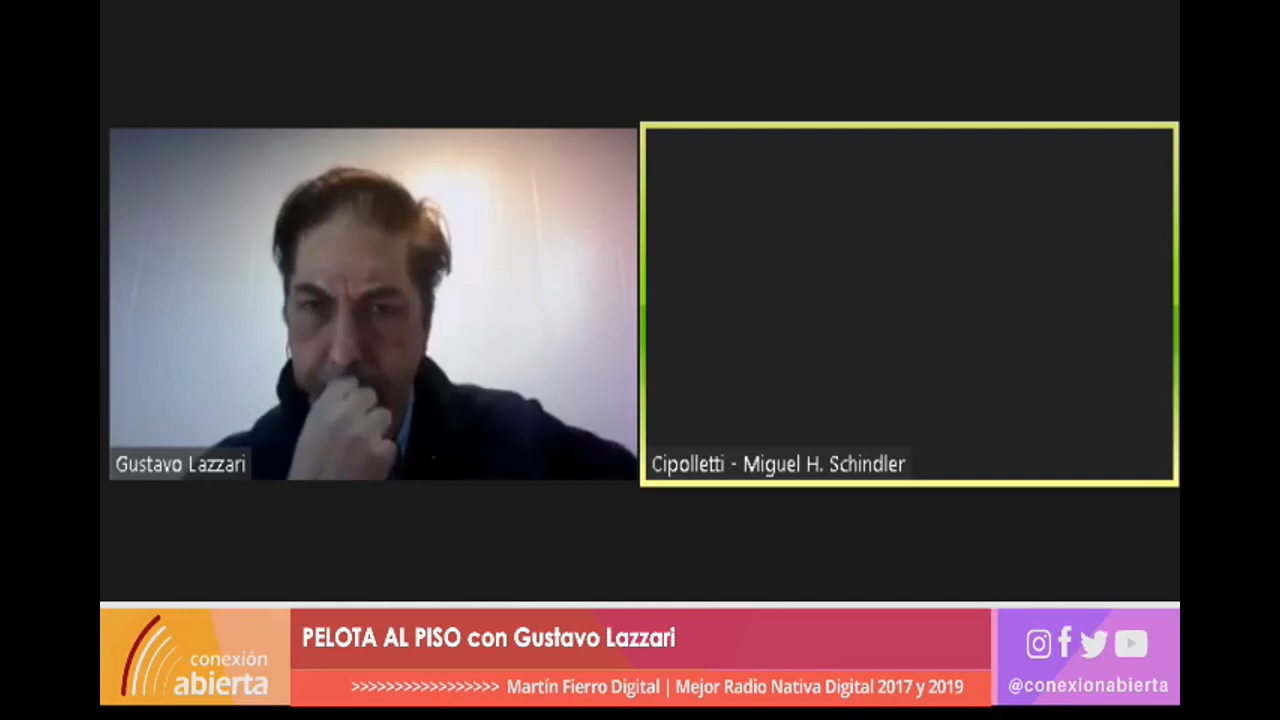 Gustavo Lazzari
Cipolletti - Miguel H. Schindler
conexión
abierta
PELOTA AL PISO con Gustavo Lazzari
>>>>>>>>>>>>>>>>> Martín Fierro Digital | Mejor Radio Nativa Digital 2017 y 2019
@conexionabierta